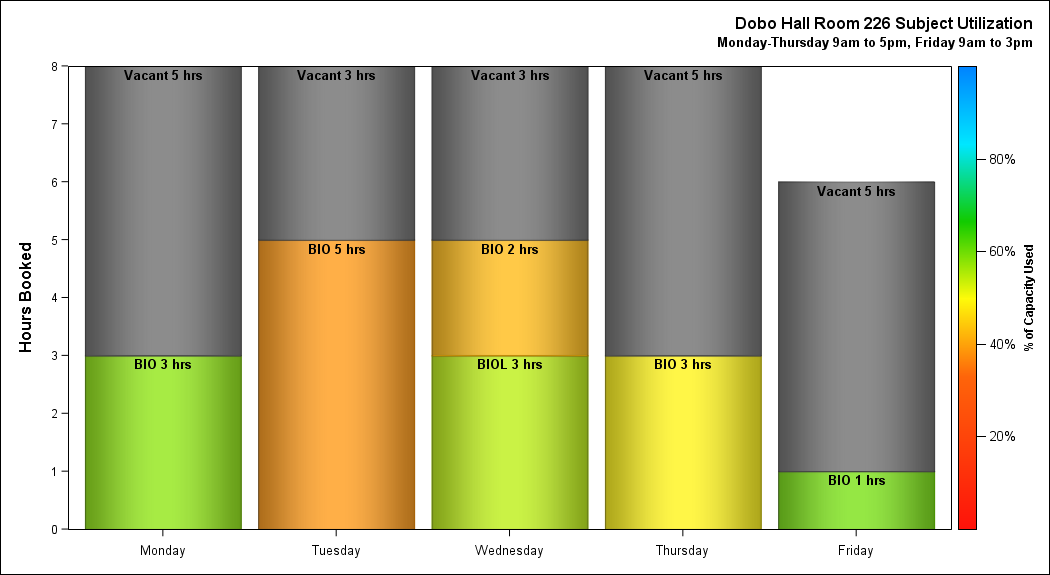 Dobo Hall Room 226 Subject Utilization
Monday-Thursday 9am to 5pm, Friday 9am to 3pm
Hours Booked
8
7
6
5
4
3
2
1
0
Vacant 5 hrs
BIO 3 hrs
Vacant 3 hrs
BIO 5 hrs
Vacant 3 hrs
BIO 2 hrs
BIOL 3 hrs
Vacant 5 hrs
BIO 3 hrs
Vacant 5 hrs
BIO 1 hrs
Monday
Tuesday
Wednesday
Thursday
Friday
80%
60%
40%
20%
% of Capacity Used